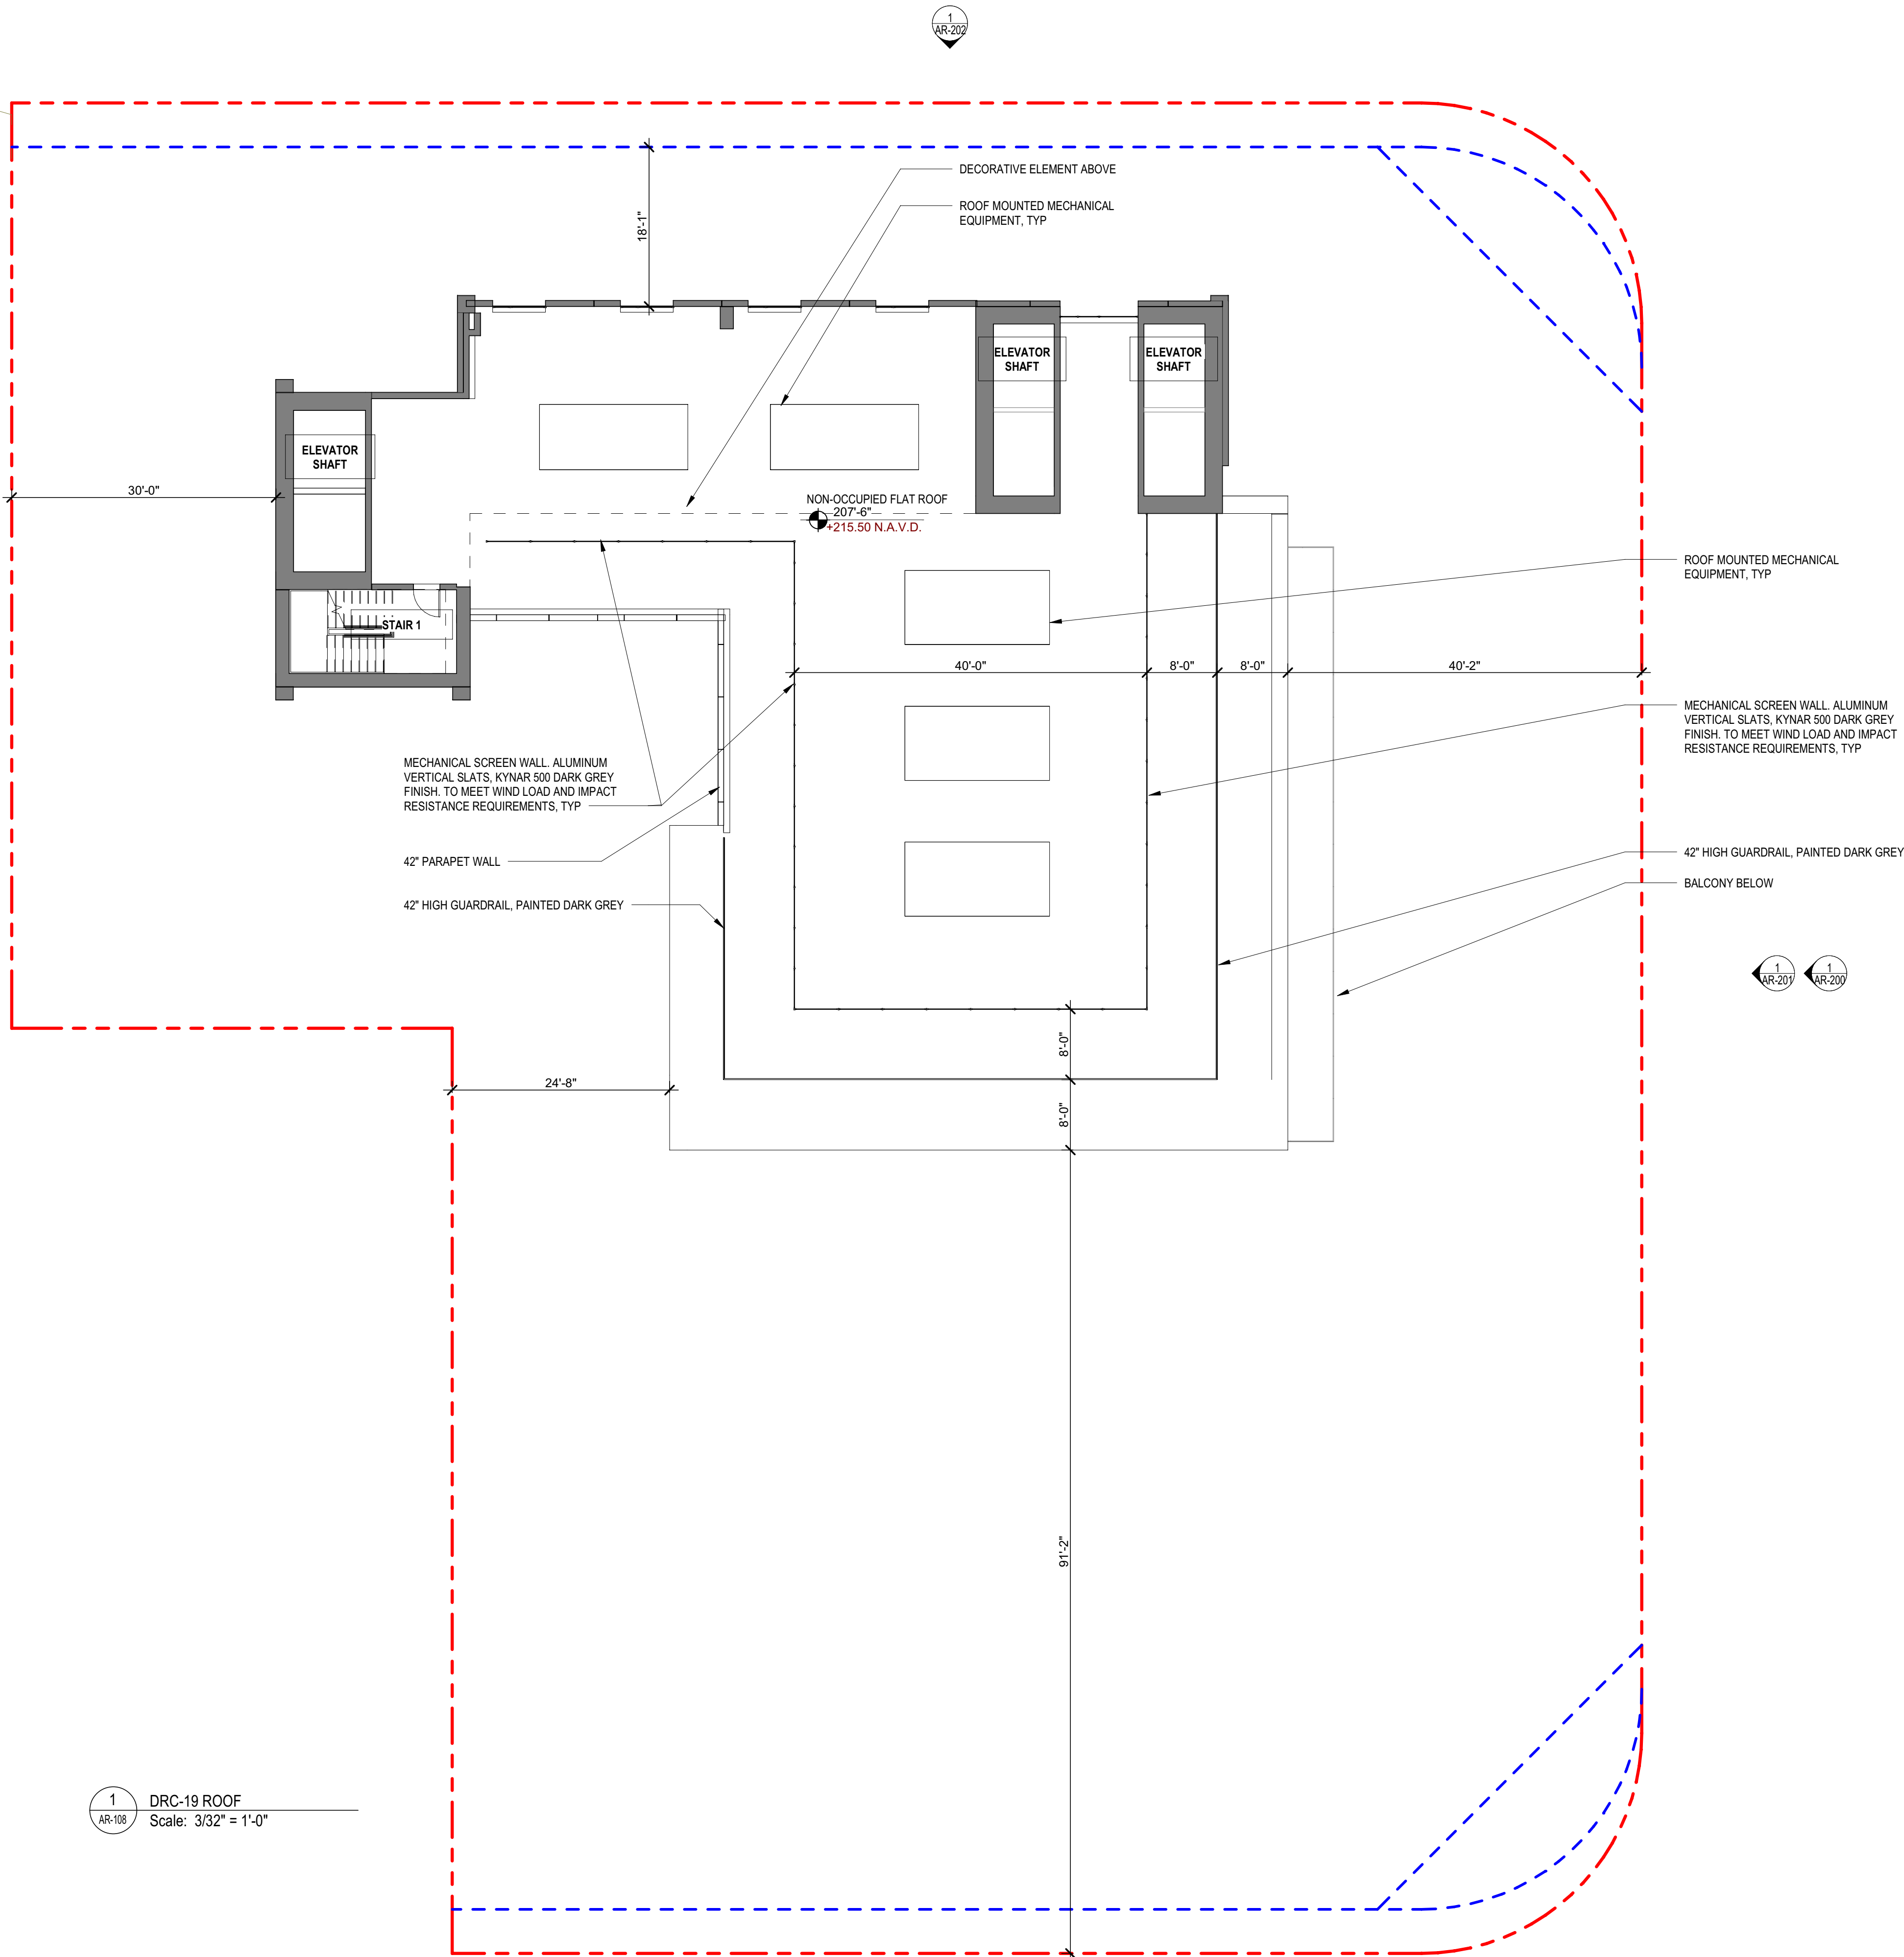 1
AR-202
DECORATIVE ELEMENT ABOVE
ROOF MOUNTED MECHANICAL
EQUIPMENT, TYP
18'-1"
ELEVATOR
SHAFT
ELEVATOR
SHAFT
ELEVATOR
SHAFT
30'-0"
NON-OCCUPIED FLAT ROOF
207'-6"
+215.50 N.A.V.D.
ROOF MOUNTED MECHANICAL
EQUIPMENT, TYP
STAIR 1
40'-0"
8'-0"
8'-0"
40'-2"
MECHANICAL SCREEN WALL. ALUMINUM
VERTICAL SLATS, KYNAR 500 DARK GREY
FINISH. TO MEET WIND LOAD AND IMPACT
RESISTANCE REQUIREMENTS, TYP
MECHANICAL SCREEN WALL. ALUMINUM
VERTICAL SLATS, KYNAR 500 DARK GREY
FINISH. TO MEET WIND LOAD AND IMPACT
RESISTANCE REQUIREMENTS, TYP
42" PARAPET WALL
42" HIGH GUARDRAIL, PAINTED DARK GREY
42" HIGH GUARDRAIL, PAINTED DARK GREY
BALCONY BELOW
1
AR-201
1
AR-200
8'-0"
24'-8"
8'-0"
91'-2"
1
AR-108
DRC-19 ROOF
Scale: 3/32" = 1'-0"